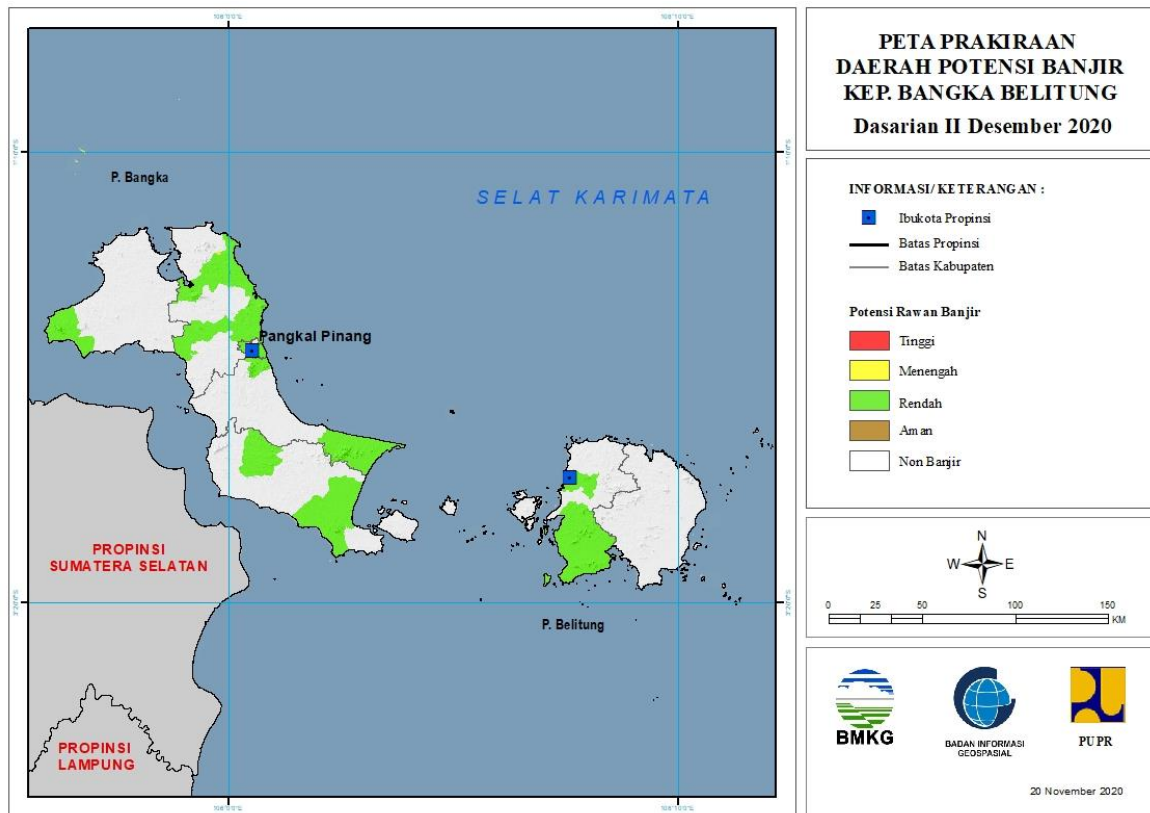 PETA PRAKIRAAN
DAERAH POTENSI BANJIR
KEP. BANGKA BELITUNG
Dasarian II Desember 2020
P. Bangka
SELAT KARIMATA
Pangkal Pinang
PROPINSI
SUMATERA SELATAN
P. Belitung
PROPINSI
LAMPUNG
INFORMASI/ KETERANGAN :
Ibukota Propinsi
Batas Propinsi
Batas Kabupaten
Potensi Rawan Banjir
Tinggi
Menengah
Rendah
Aman
Non Banjir
N
W E
S
0 25 50 100 150
KM
BMKG
BADAN INFORMASI
GEOSPASIAL
PUPR
20 November 2020